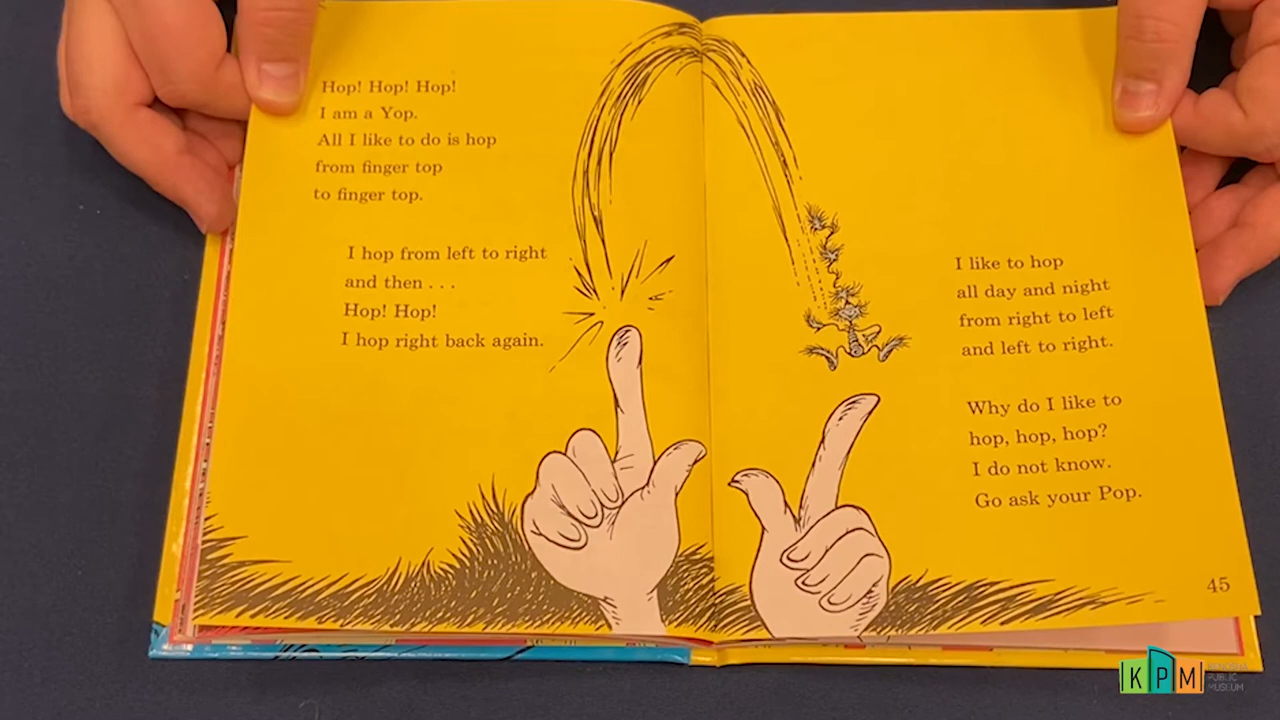 Hop! Hop! Hop!
I am a Yop.
All I like to do is hop
from finger top
to finger top.
I hop from left to right
and then . . .
Hop! Hop!
I hop right back again.
I like to hop
all day and night
from right to left
and left to right.
Why do I like to
hop, hop, hop?
I do not know.
Go ask your Pop.
45
KPM
KENOSHA
PUBLIC
MUSEUM